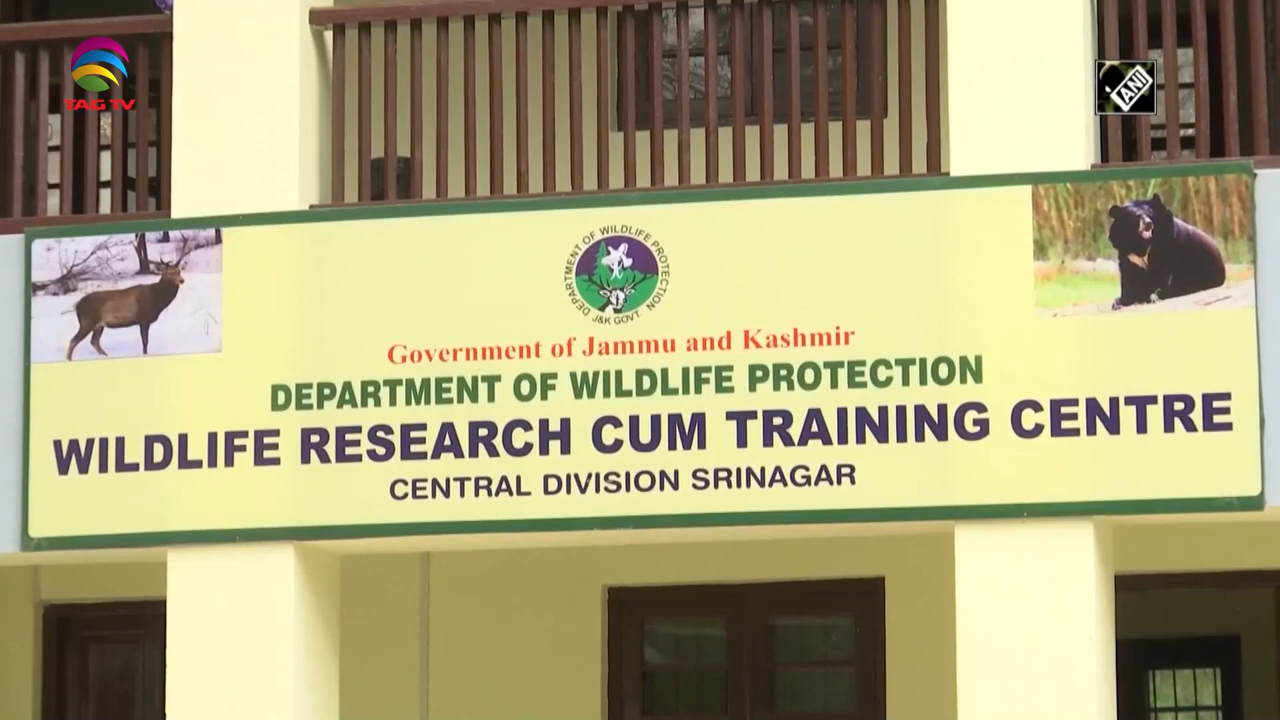 TAG TV
ANI
DEPARTMENT OF WILDLIFE PROTECTION
J&K GOVT.
Government of Jammu and Kashmir
DEPARTMENT OF WILDLIFE PROTECTION
WILDLIFE RESEARCH CUM TRAINING CENTRE
CENTRAL DIVISION SRINAGAR